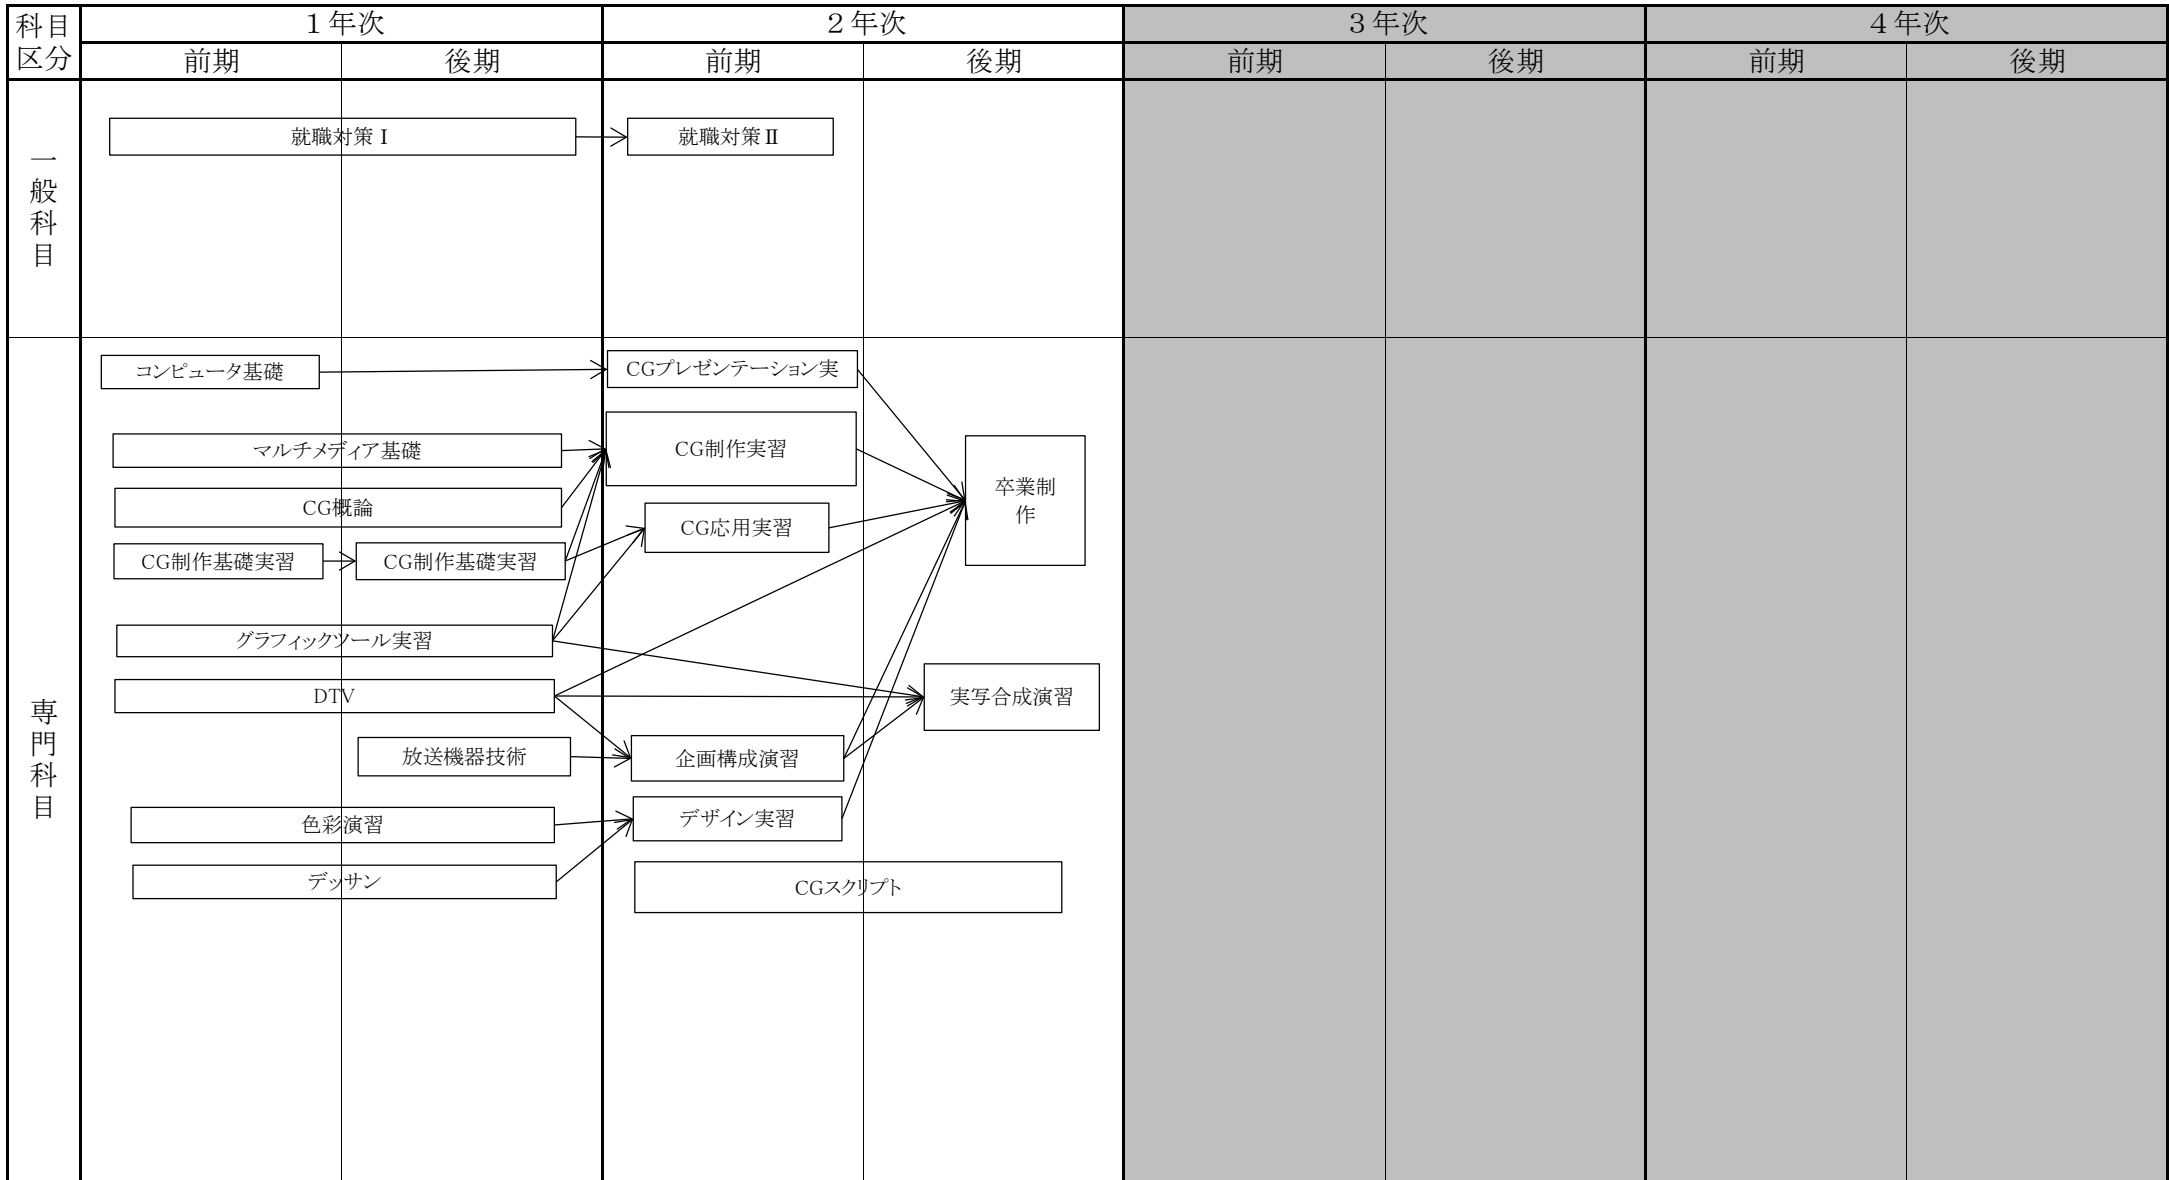 科目
区分
１年次
２年次
３年次
４年次
前期
後期
前期
後期
前期
後期
前期
後期
一般科目
就職対策Ⅰ
就職対策Ⅱ
専門科目
コンピュータ基礎
CGプレゼンテーション実
マルチメディア基礎
CG制作実習
CG概論
卒業制
作
CG応用実習
CG制作基礎実習
CG制作基礎実習
グラフィックツール実習
DTV
実写合成演習
放送機器技術
企画構成演習
色彩演習
デザイン実習
デッサン
CGスクリプト